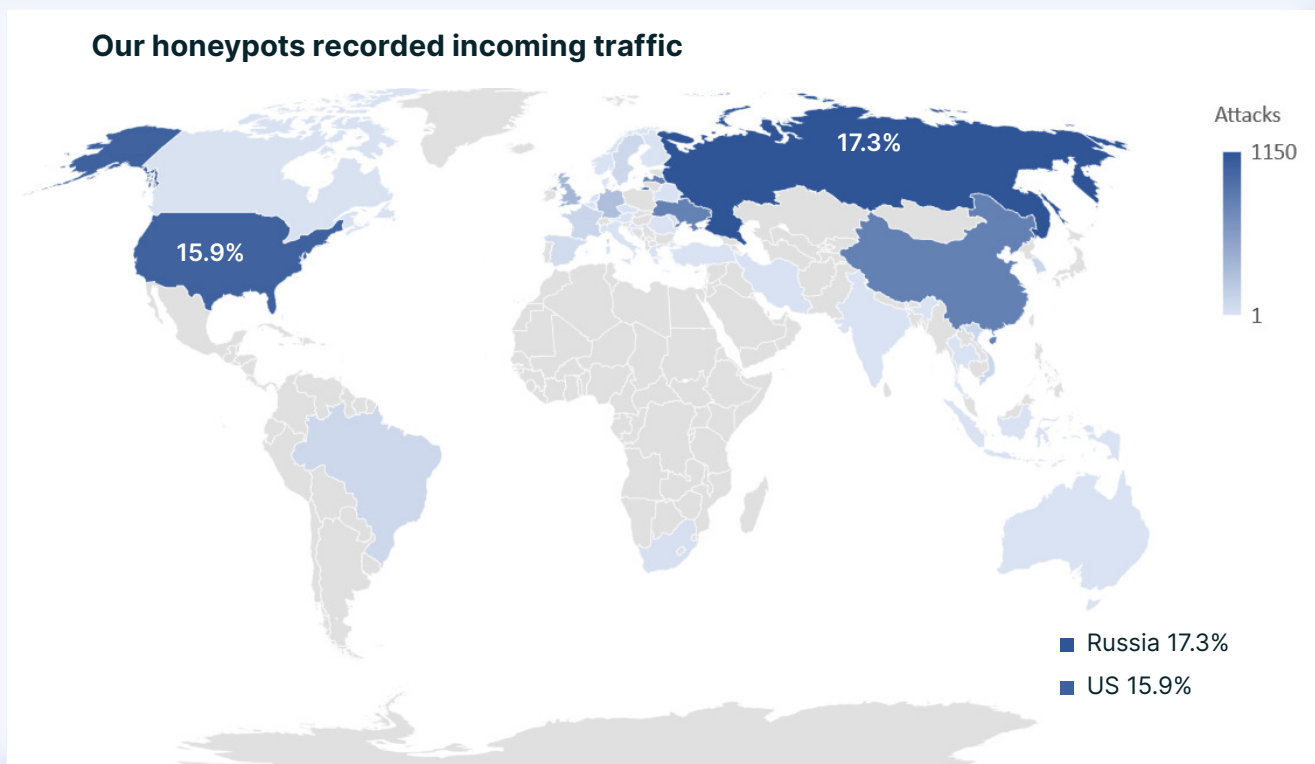 Our honeypots recorded incoming traffic
Attacks
1150
1
17.3%
15.9%
Russia 17.3%
US 15.9%